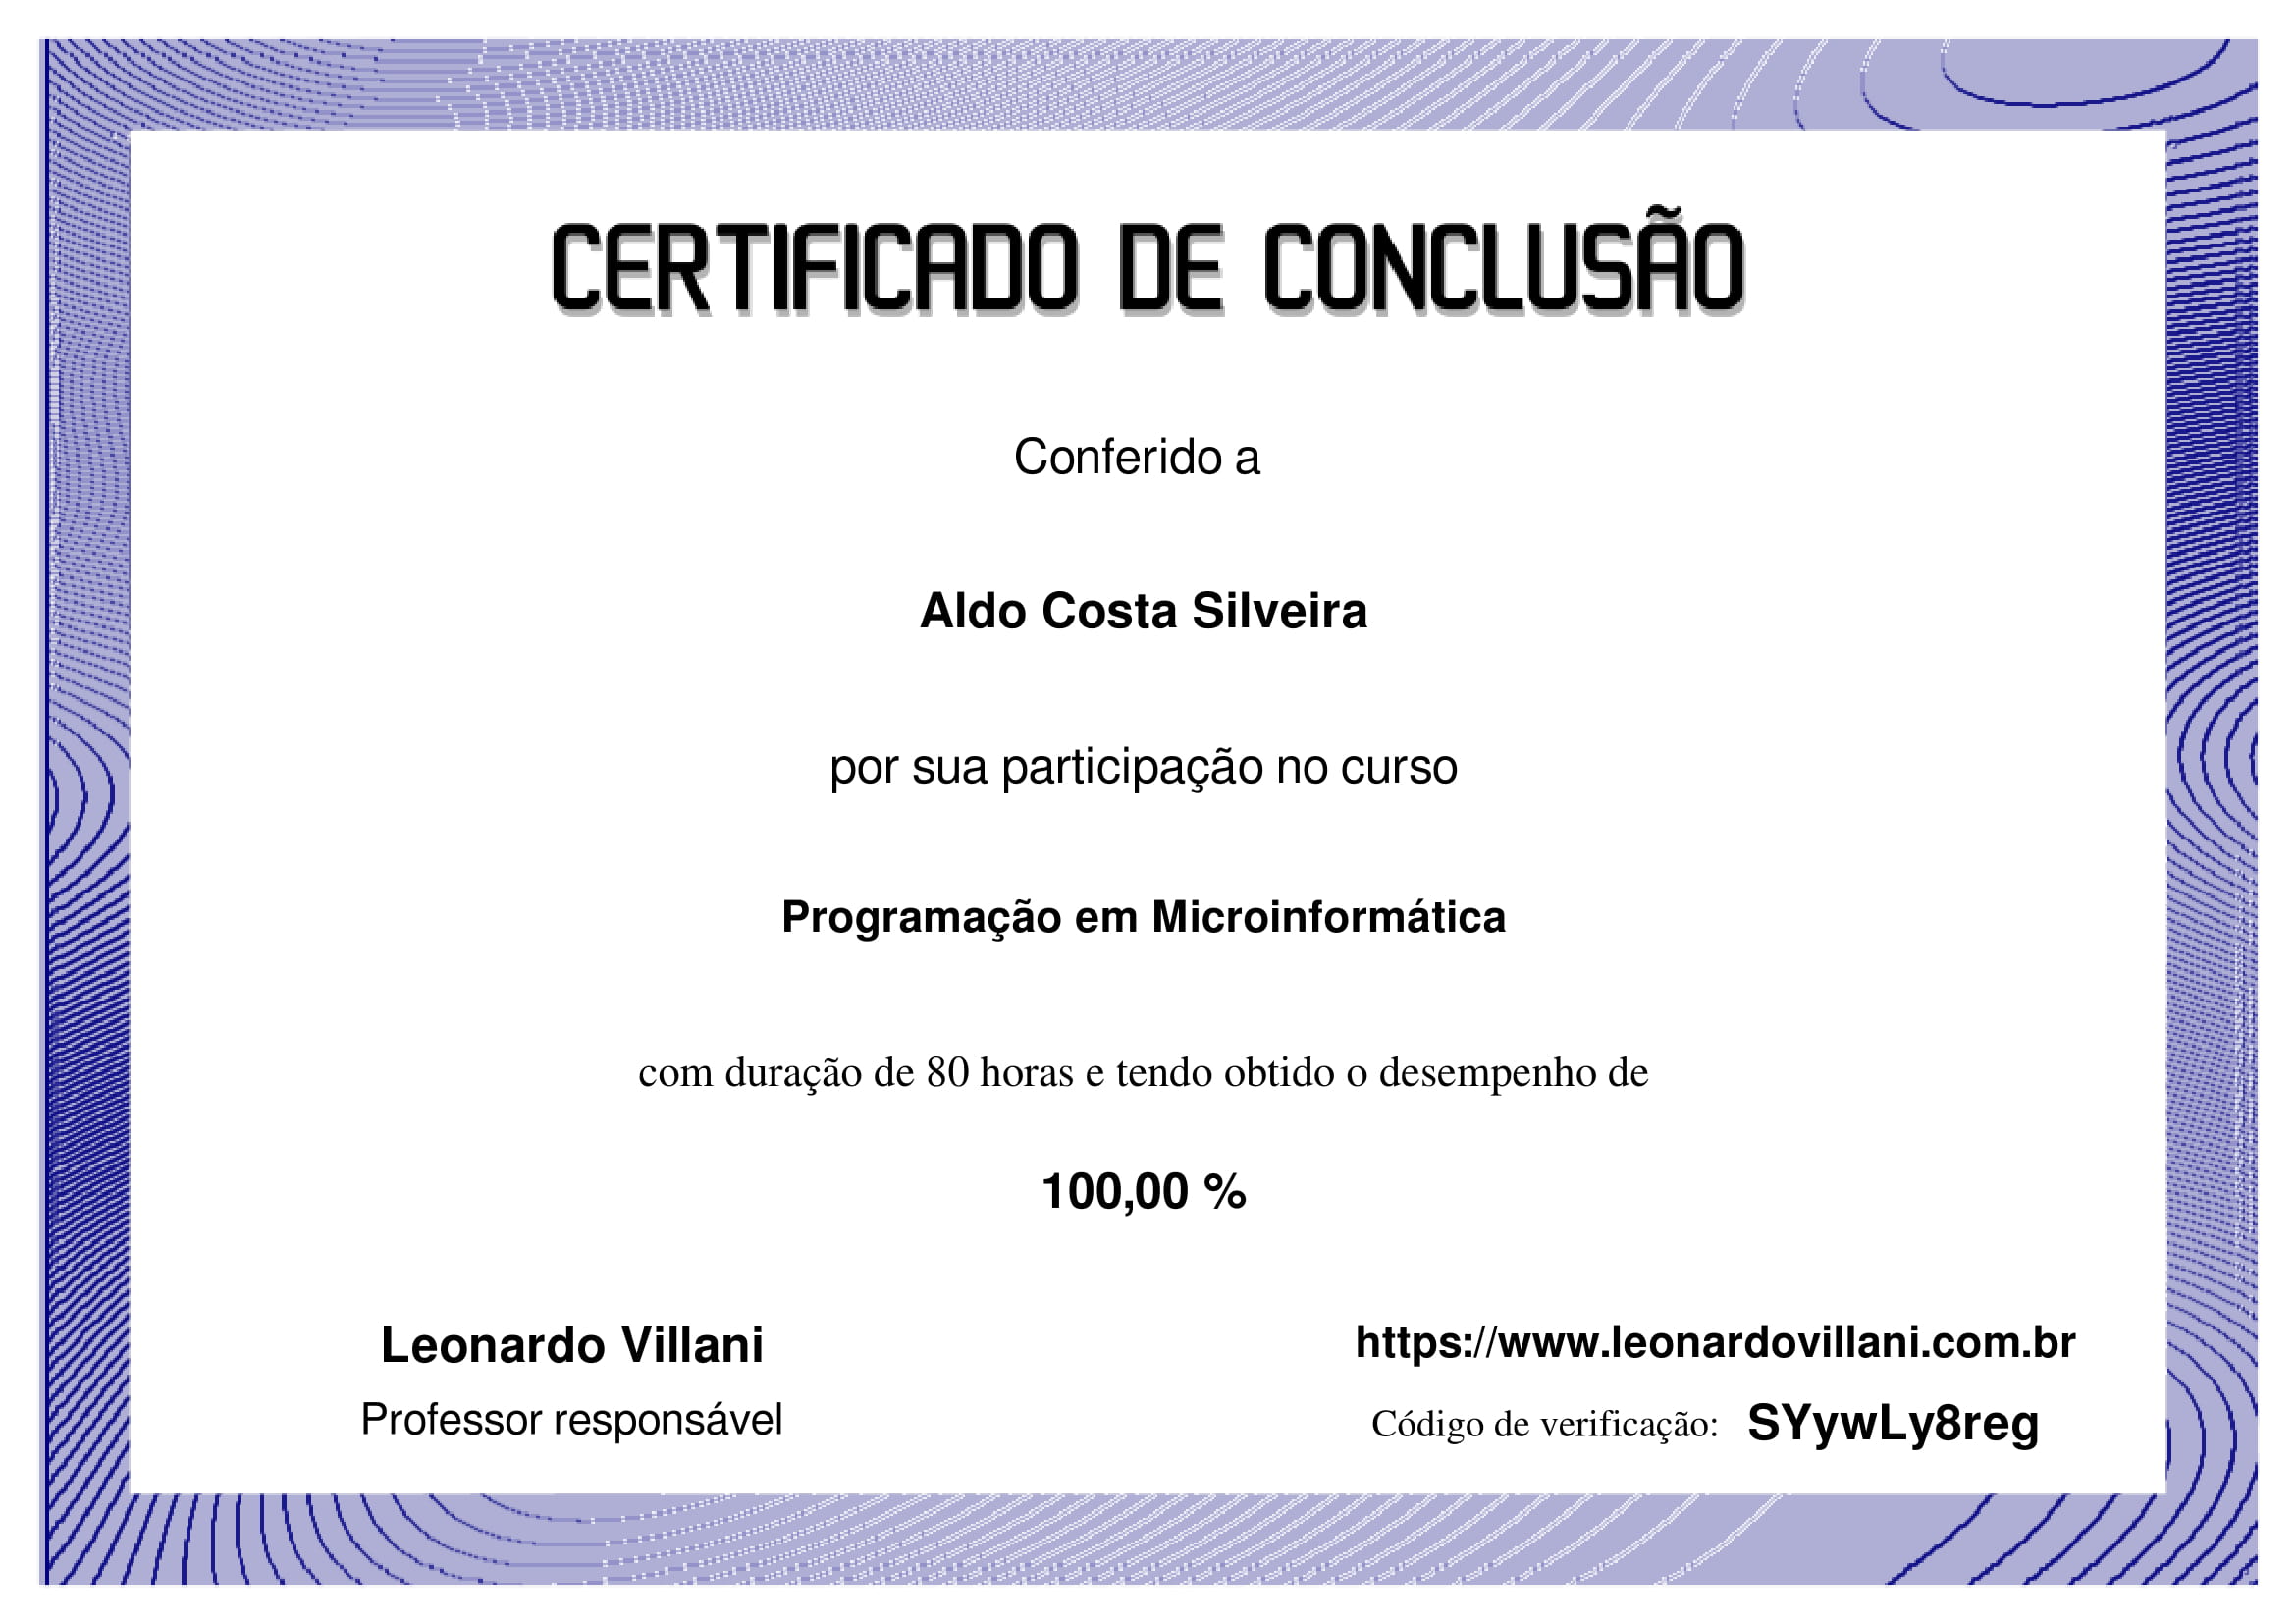 CERTIFICADO DE CONCLUSÃO
Conferido a
Aldo Costa Silveira
por sua participação no curso
Programação em Microinformática
com duração de 80 horas e tendo obtido o desempenho de
100,00 %
Leonardo Villani
Professor responsável
https://www.leonardovillani.com.br
Código de verificação: SYywLy8reg